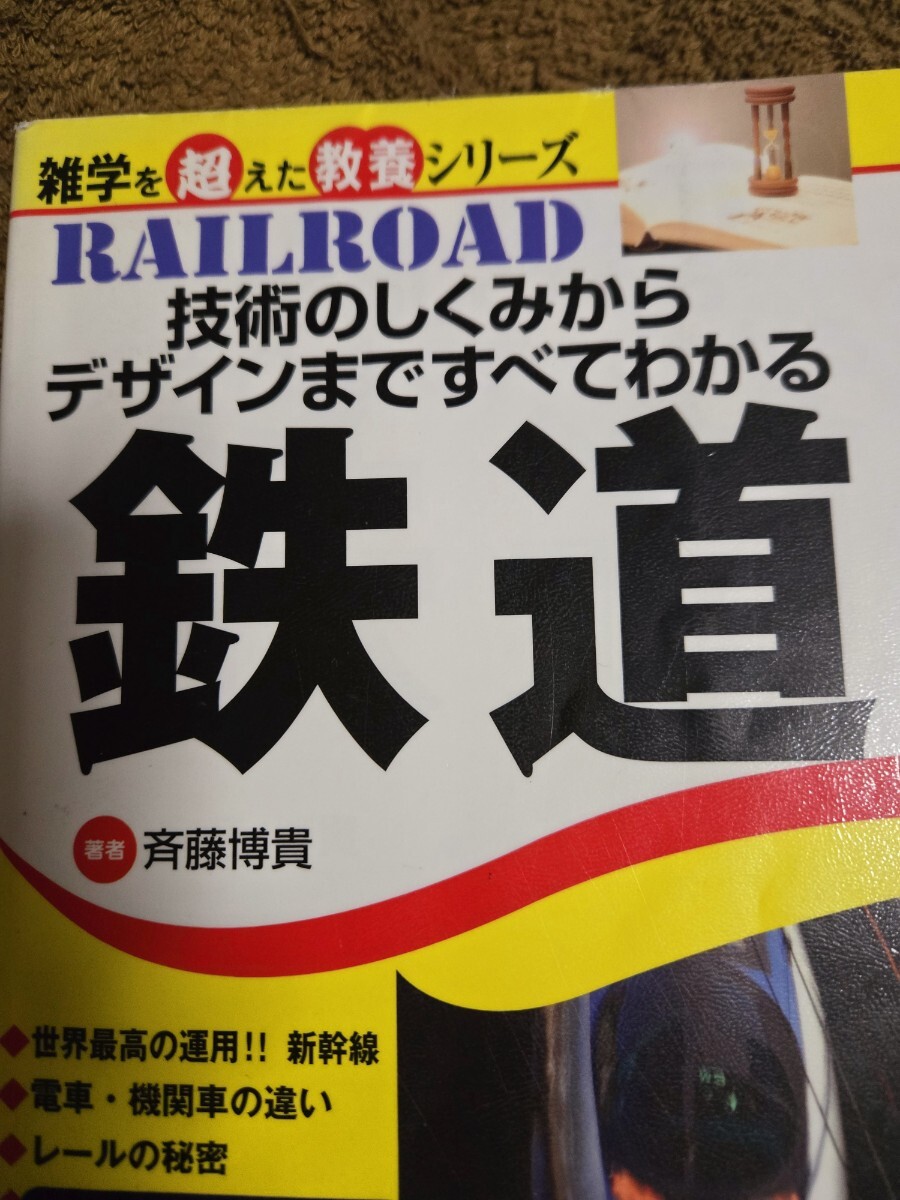 雑学を超えた教養シリーズ
RAILROAD
技術のしくみから
デザインまですべてわかる
鉄道
著者 斉藤博貴
◆世界最高の運用!! 新幹線
◆電車・機関車の違い
◆レールの秘密